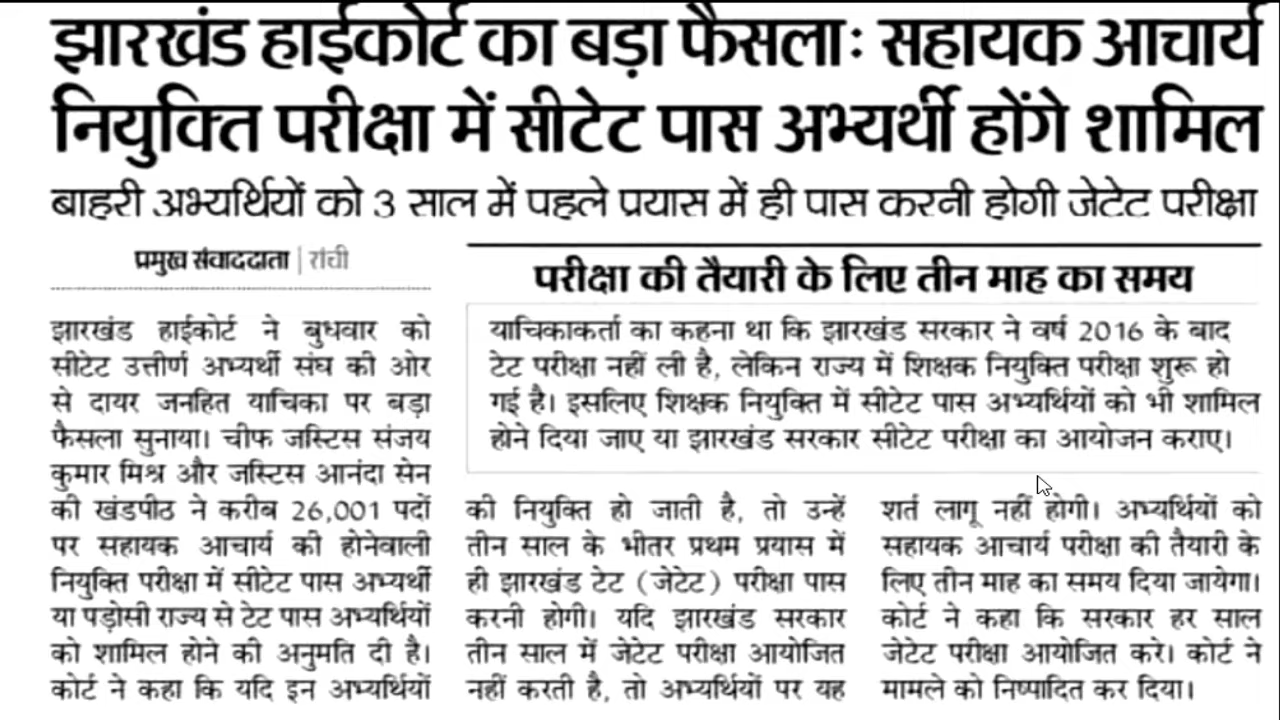 झारखंड हाईकोर्ट का बड़ा फैसला: सहायक आचार्य
नियुक्ति परीक्षा में सीटेट पास अभ्यर्थी होंगे शामिल
बाहरी अभ्यर्थियों को 3 साल में पहले प्रयास में ही पास करनी होगी जेटेट परीक्षा
प्रमुख संवाददाता | रांची
झारखंड हाईकोर्ट ने बुधवार को
सीटेट उत्तीर्ण अभ्यर्थी संघ की ओर
से दायर जनहित याचिका पर बड़ा
फैसला सुनाया। चीफ जस्टिस संजय
कुमार मिश्र और जस्टिस आनंदा सेन
की खंडपीठ ने करीब 26,001 पदों
पर सहायक आचार्य की होनेवाली
नियुक्ति परीक्षा में सीटेट पास अभ्यर्थी
या पड़ोसी राज्य से टेट पास अभ्यर्थियों
को शामिल होने की अनुमति दी है।
कोर्ट ने कहा कि यदि इन अभ्यर्थियों
परीक्षा की तैयारी के लिए तीन माह का समय
याचिकाकर्ता का कहना था कि झारखंड सरकार ने वर्ष 2016 के बाद
टेट परीक्षा नहीं ली है, लेकिन राज्य में शिक्षक नियुक्ति परीक्षा शुरू हो
गई है। इसलिए शिक्षक नियुक्ति में सीटेट पास अभ्यर्थियों को भी शामिल
होने दिया जाए या झारखंड सरकार सीटेट परीक्षा का आयोजन कराए।
की नियुक्ति हो जाती है, तो उन्हें
तीन साल के भीतर प्रथम प्रयास में
ही झारखंड टेट (जेटेट) परीक्षा पास
करनी होगी। यदि झारखंड सरकार
तीन साल में जेटेट परीक्षा आयोजित
नहीं करती है, तो अभ्यर्थियों पर यह
शर्त लागू नहीं होगी। अभ्यर्थियों को
सहायक आचार्य परीक्षा की तैयारी के
लिए तीन माह का समय दिया जायेगा।
कोर्ट ने कहा कि सरकार हर साल
जेटेट परीक्षा आयोजित करे। कोर्ट ने
मामले को निष्पादित कर दिया।